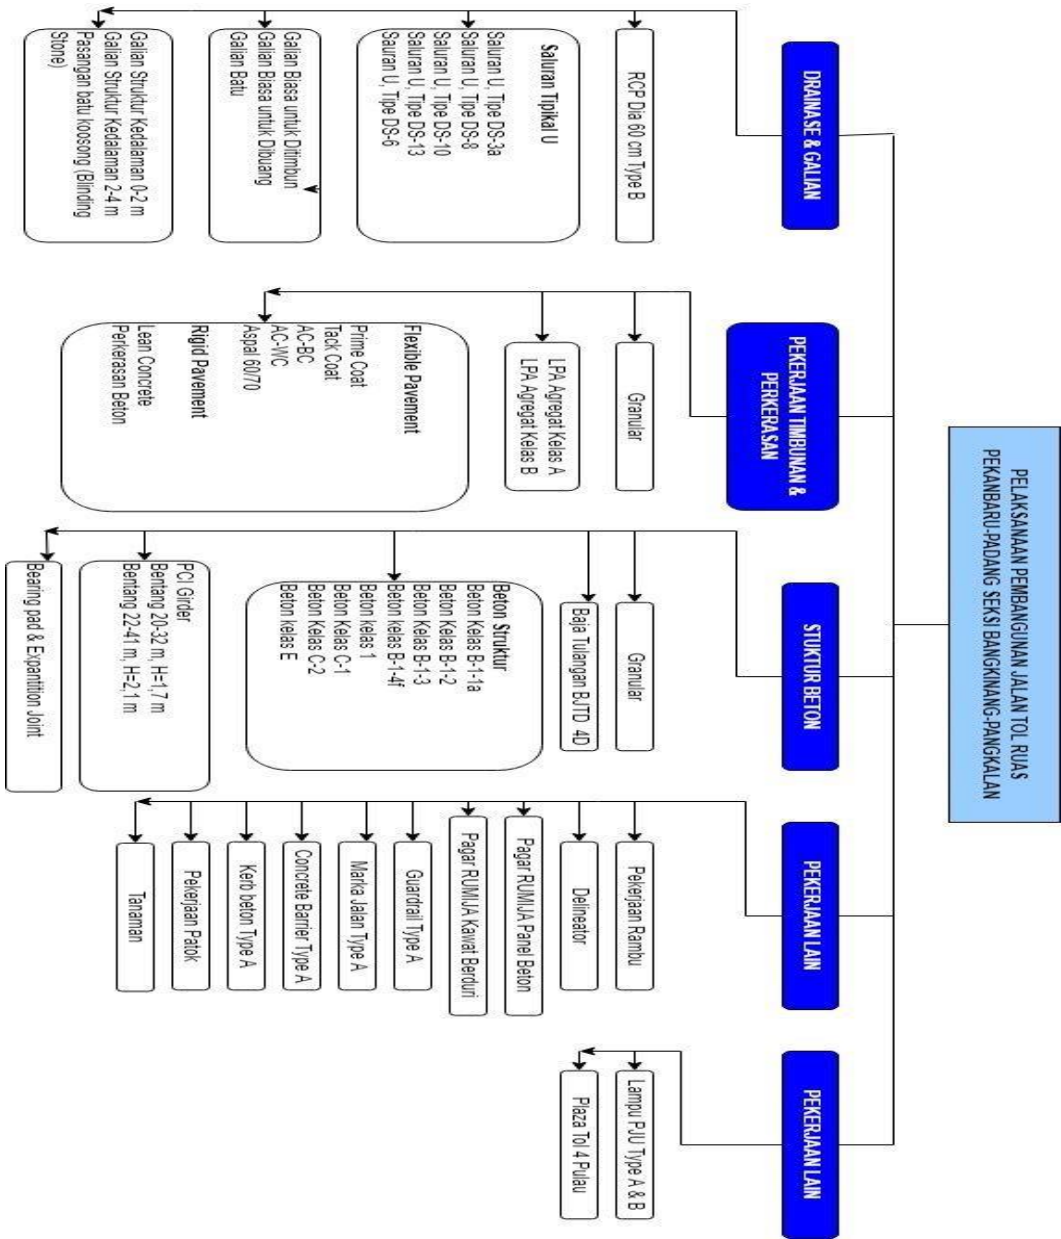 PELAKSANAAN PEMBANGUNAN JALAN TOL RUAS
PEKANBARU-PADANG SEKSI BANGKINANG-PANGKALAN
DRAINASE & GALIAN
RCP Dia 60 cm Type B
Saluran Tipikal U
Saluran U, Tipe DS-3a
Saluran U, Tipe DS-8
Saluran U, Tipe DS-10
Saluran U, Tipe DS-13
Sauran U, Tipe DS-6
Galian Biasa untuk Ditimbun
Galian Biasa untuk Dibuang
Galian Batu
Galian Struktur Kedalaman 0-2 m
Galian Struktur Kedalaman 2-4 m
Pasangan batu koosong (Blinding
Stone)
PEKERJAAN TIMBUNAN &
PERKERASAN
Granular
LPA Agregat Kelas A
LPA Agregat Kelas B
Flexible Pavement
Prime Coat
Tack Coat
AC-BC
AC-WC
Aspal 60/70
Rigid Pavement
Lean Concrete
Perkerasan Beton
STUKTUR BETON
Granular
Baja Tulangan BJTD 4D
Beton Struktur
Beton Kelas B-1-1a
Beton Kelas B-1-2
Beton Kelas B-1-3
Beton kelas B-1-4f
Beton kelas 1
Beton Kelas C-1
Beton Kelas C-2
Beton kelas E
PCI Girder
Bentang 20-32 m, H=1,7 m
Bentang 22-41 m, H=2,1 m
Bearing pad & Expantition Joint
PEKERJAAN LAIN
Pekerjaan Rambu
Delineator
Pagar RUMIJA Panel Beton
Pagar RUMIJA Kawat Berduri
Guardrail Type A
Marka Jalan Type A
Concrete Barrier Type A
Kerb beton Type A
Pekerjaan Patok
Tanaman
PEKERJAAN LAIN
Lampu PJU Type A & B
Plaza Tol 4 Pulau